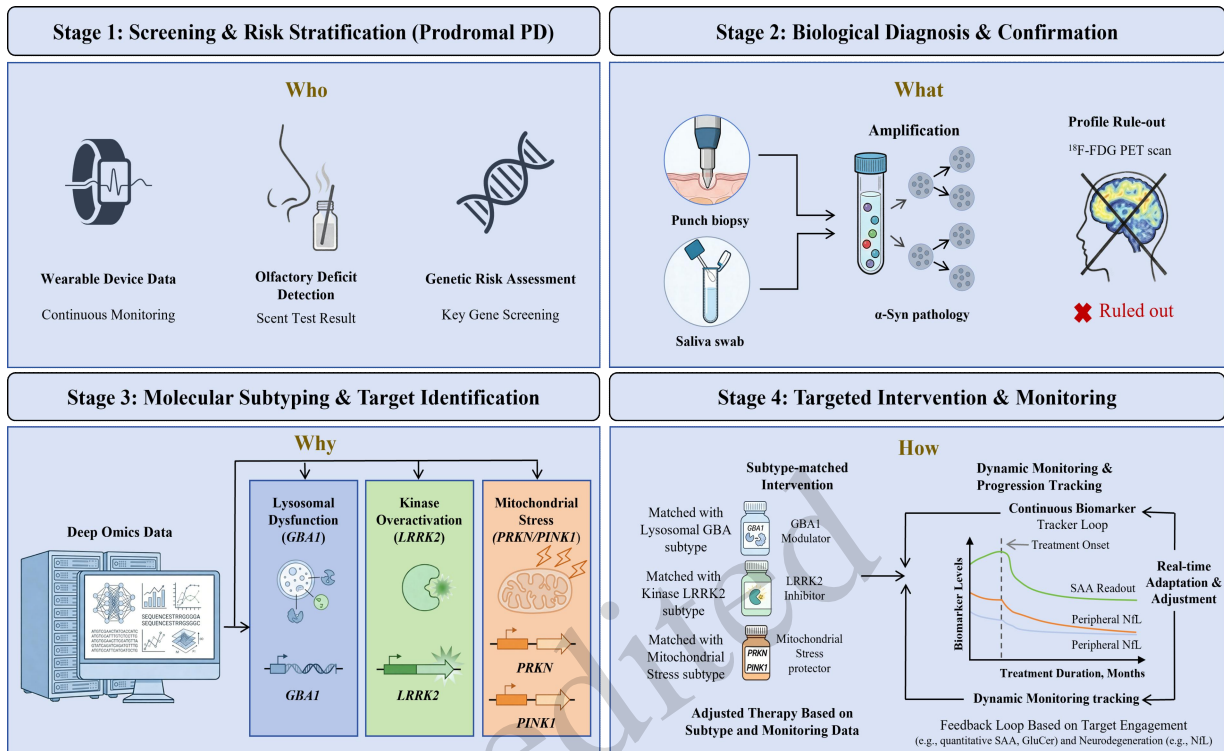 Stage 1: Screening & Risk Stratification (Prodromal PD)
Who
Wearable Device Data
Continuous Monitoring
Olfactory Deficit
Detection
Scent Test Result
Genetic Risk Assessment
Key Gene Screening
Stage 2: Biological Diagnosis & Confirmation
What
Punch biopsy
Saliva swab
Amplification
α-Syn pathology
Profile Rule-out
¹⁸F-FDG PET scan
Ruled out
Stage 3: Molecular Subtyping & Target Identification
Why
Deep Omics Data
Lysosomal
Dysfunction
(GBA1)
GBA1
Kinase
Overactivation
(LRRK2)
LRRK2
Mitochondrial
Stress
(PRKN/PINK1)
PRKN
PINK1
Stage 4: Targeted Intervention & Monitoring
How
Subtype-matched
Intervention
Matched with
Lysosomal GBA
subtype
GBA1
GBA1
Modulator
Matched with
Kinase LRRK2
subtype
LRRK2
Inhibitor
Matched with
Mitochondrial
Stress subtype
PRKN
PINK1
Mitochondrial
Stress
protector
Adjusted Therapy Based on
Subtype and Monitoring Data
Dynamic Monitoring &
Progression Tracking
Continuous Biomarker
Tracker Loop
Treatment Onset
Biomarker Levels
SAA Readout
Peripheral NfL
Peripheral NfL
Treatment Duration, Months
Real-time
Adaptation &
Adjustment
Dynamic Monitoring tracking
Feedback Loop Based on Target Engagement
(e.g., quantitative SAA, GluCer) and Neurodegeneration (e.g., NfL)
edited